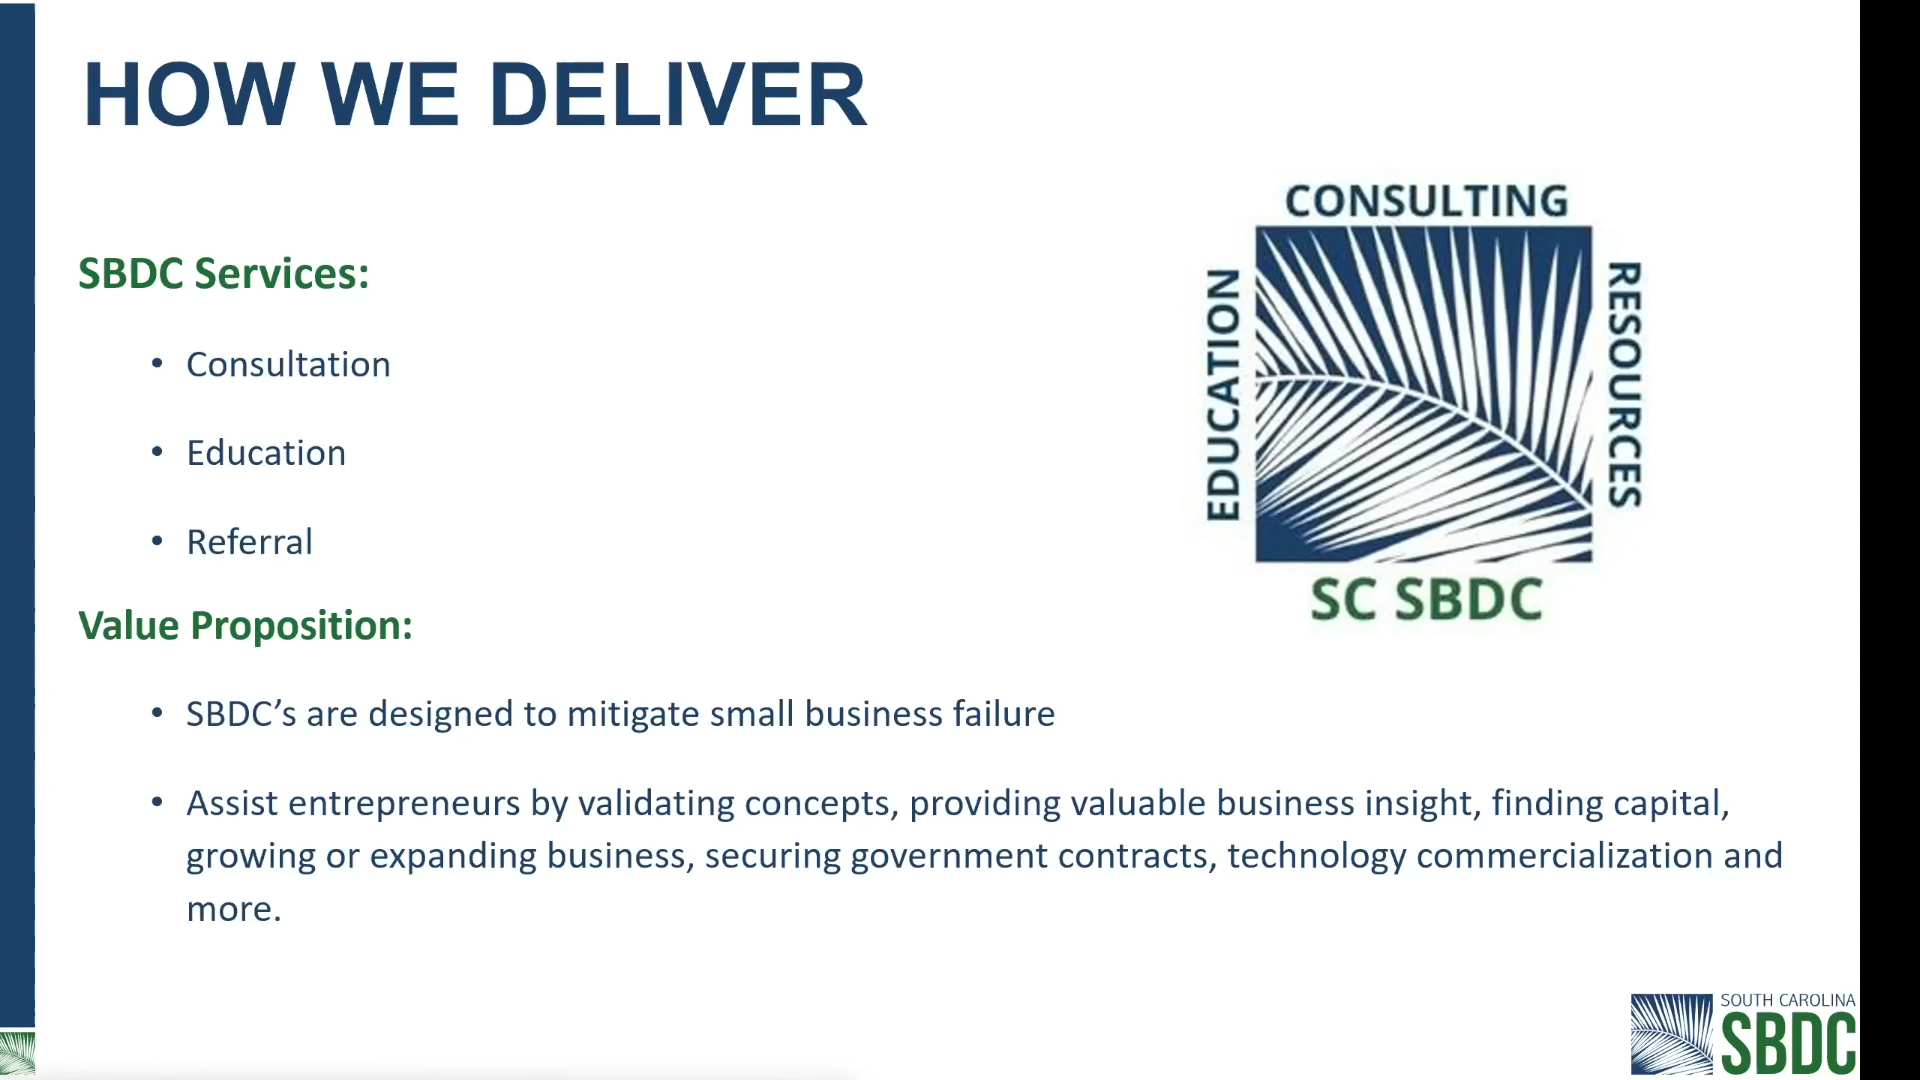 HOW WE DELIVER
SBDC Services:
• Consultation
• Education
• Referral
Value Proposition:
• SBDC’s are designed to mitigate small business failure
• Assist entrepreneurs by validating concepts, providing valuable business insight, finding capital,
growing or expanding business, securing government contracts, technology commercialization and
more.
CONSULTING
EDUCATION
RESOURCES
SC SBDC
SOUTH CAROLINA
SBDC